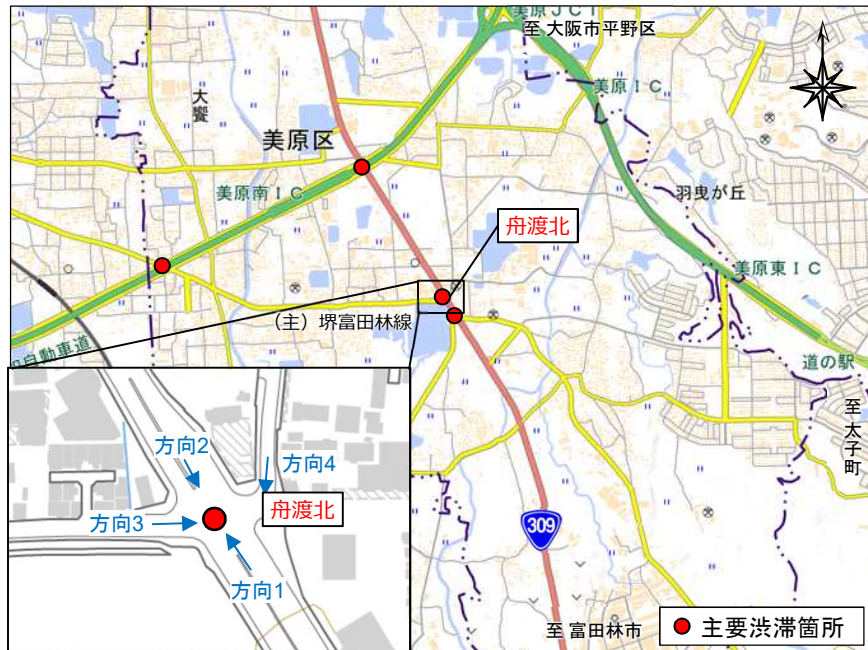 美原JCT
至 大阪市平野区
美原IC
大饗
美原区
美原南IC
羽曳が丘
舟渡北
美原東IC
(主) 堺富田林線
自動車道
道の駅
至 太子町
方向2
方向4
舟渡北
方向3
方向1
309
至 富田林市
主要渋滞箇所